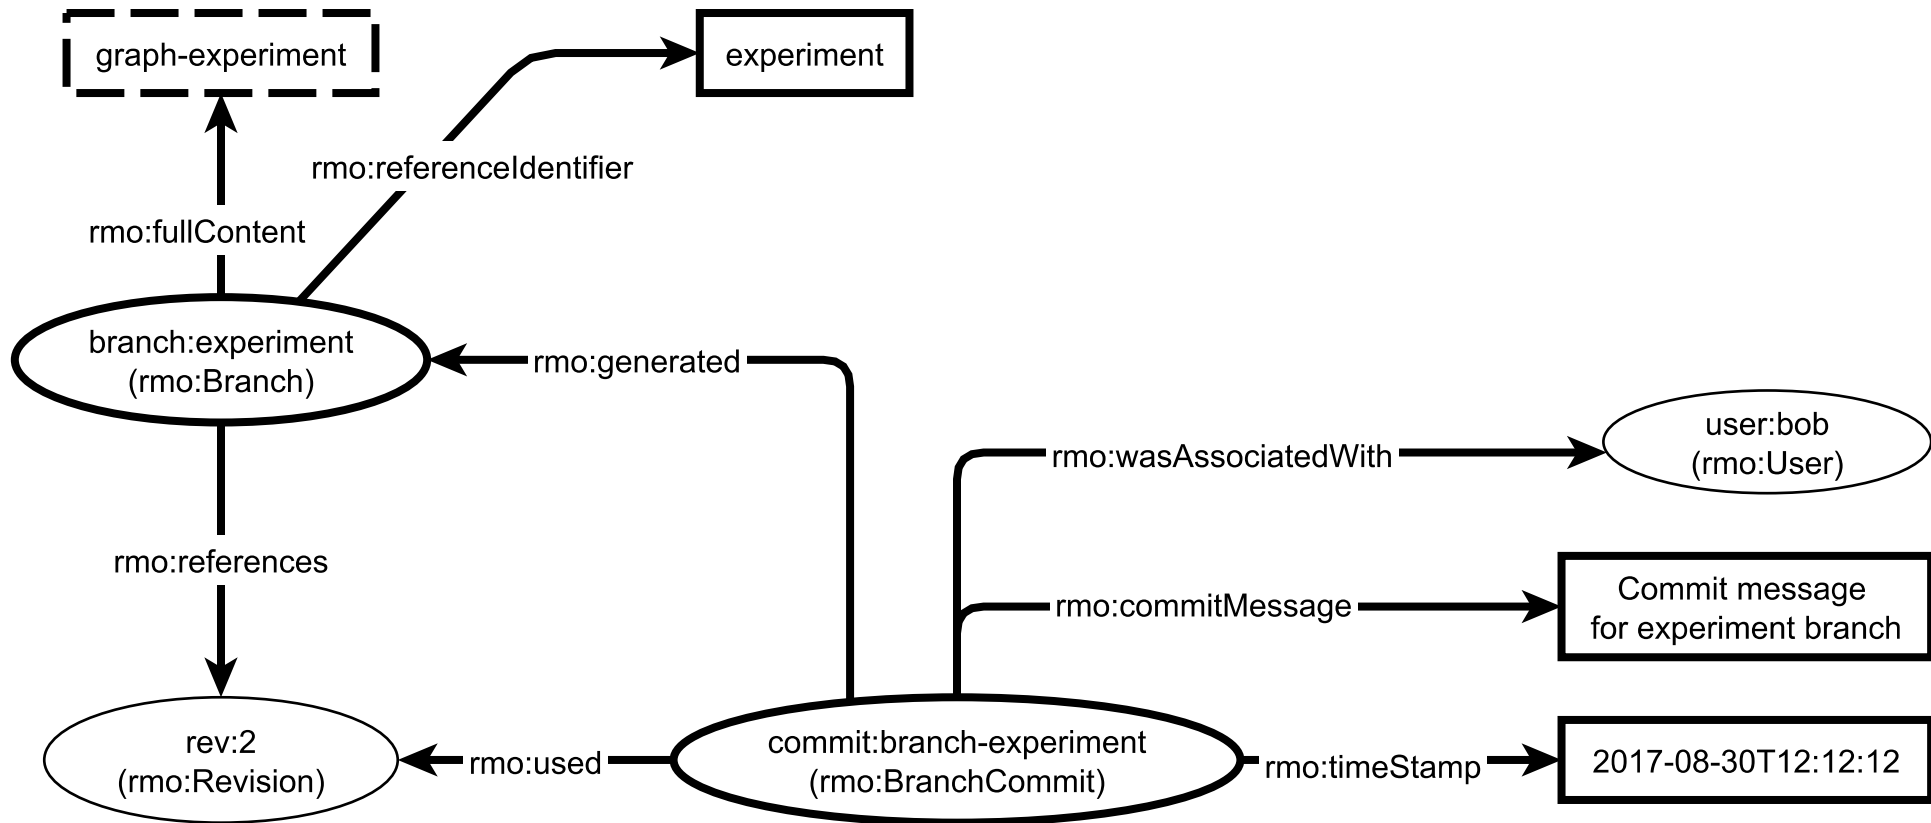 graph-experiment
experiment
rmo:referenceIdentifier
rmo:fullContent
branch:experiment
(rmo:Branch)
rmo:generated
user:bob
(rmo:User)
rmo:wasAssociatedWith
rmo:references
Commit message
for experiment branch
rmo:commitMessage
rev:2
(rmo:Revision)
rmo:used
commit:branch-experiment
(rmo:BranchCommit)
rmo:timeStamp
2017-08-30T12:12:12